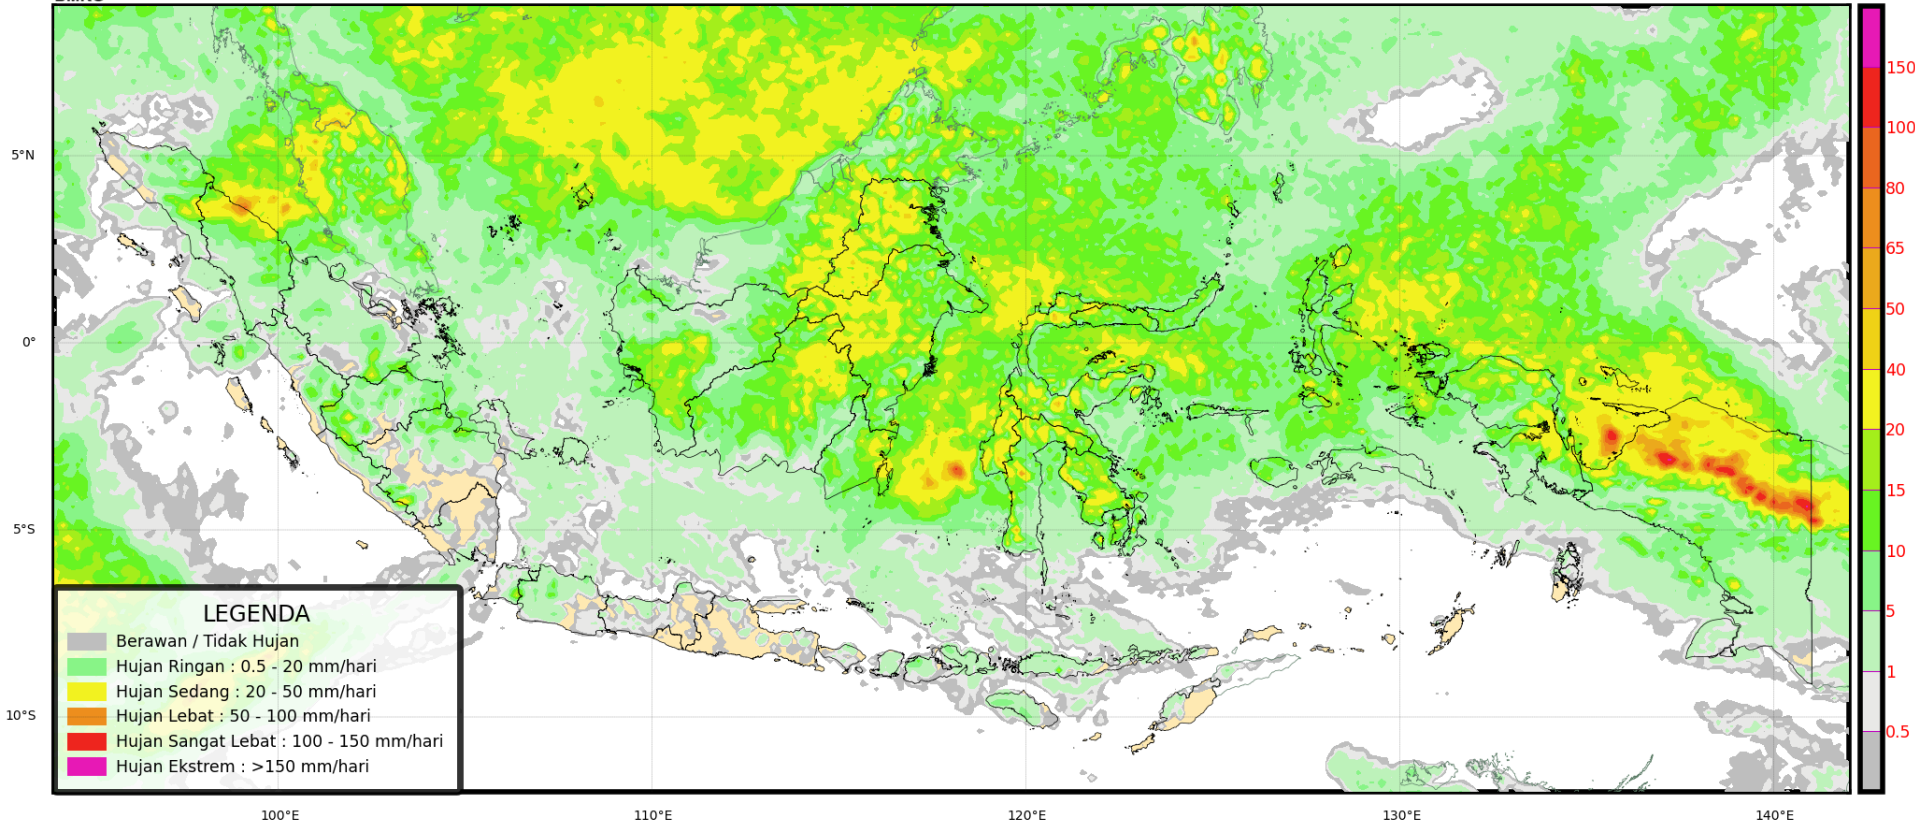 5°N
0°
5°S
10°S
100°E
110°E
120°E
130°E
140°E
LEGENDA
Berawan / Tidak Hujan
Hujan Ringan : 0.5 - 20 mm/hari
Hujan Sedang : 20 - 50 mm/hari
Hujan Lebat : 50 - 100 mm/hari
Hujan Sangat Lebat : 100 - 150 mm/hari
Hujan Ekstrem : >150 mm/hari
150
100
80
65
50
40
20
15
10
5
1
0.5